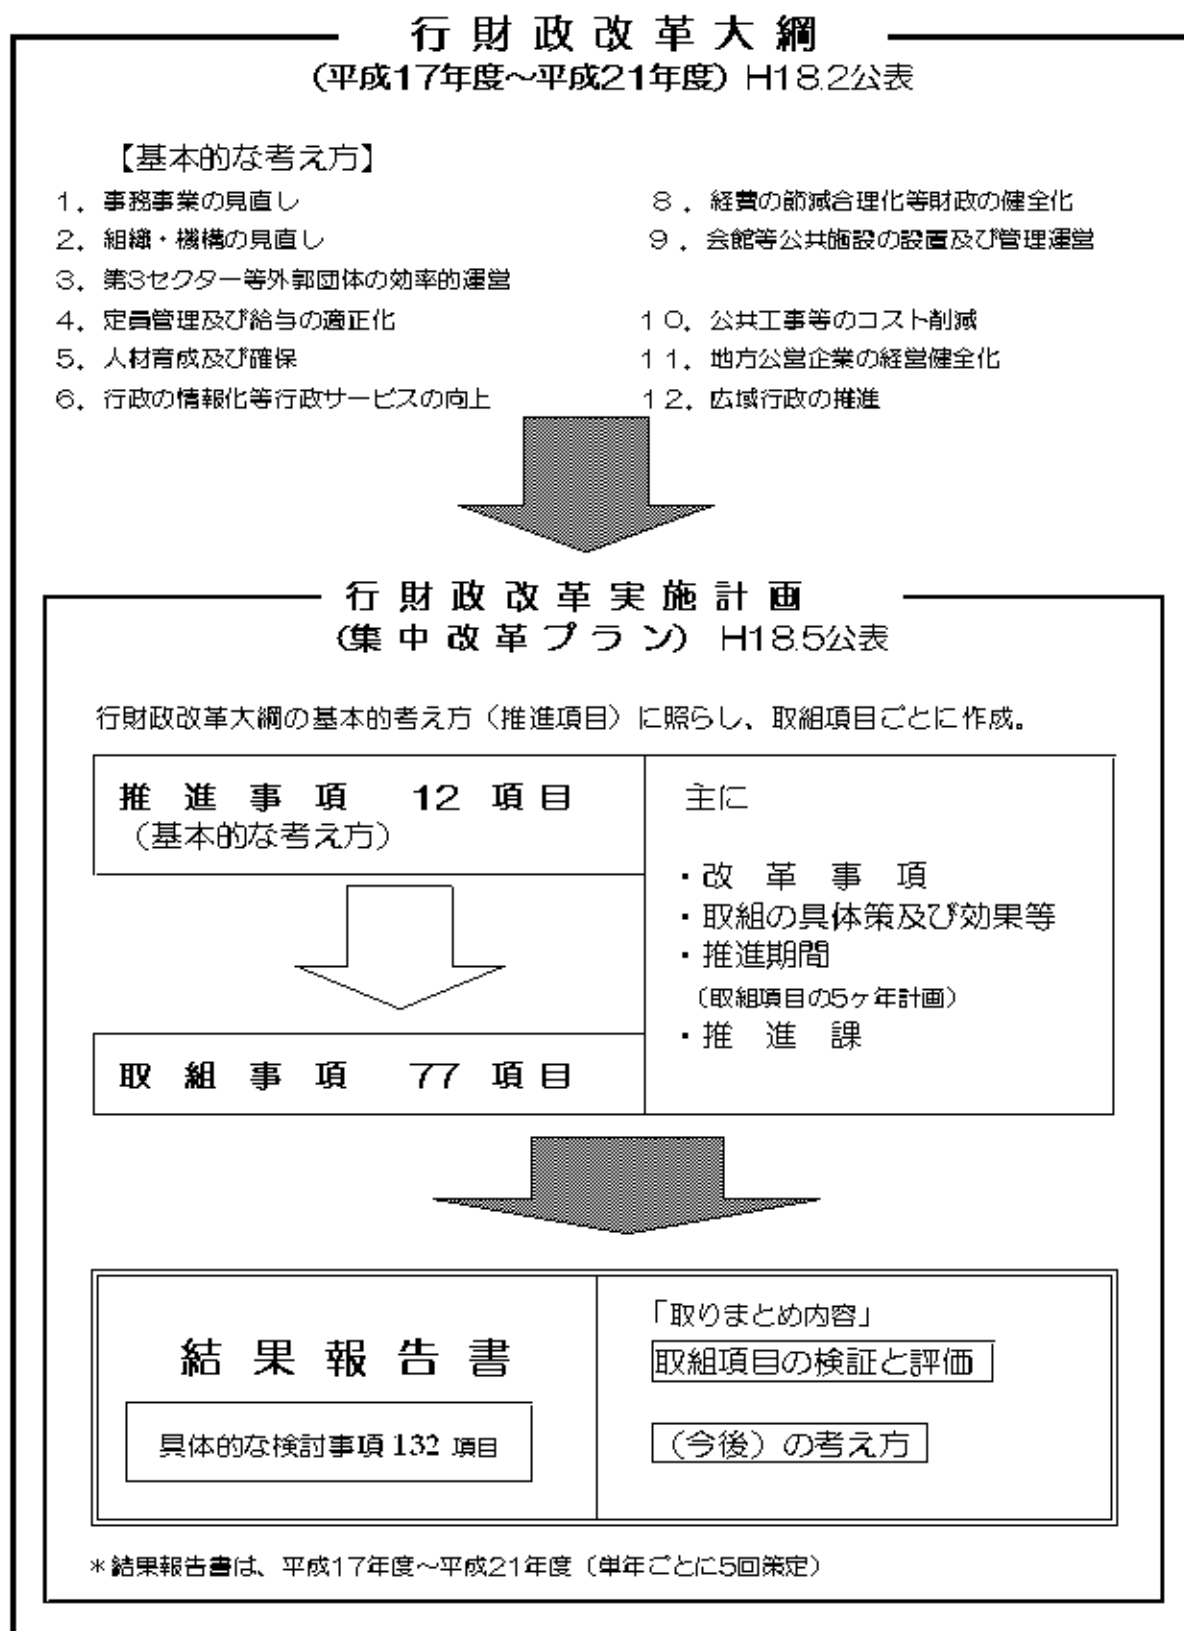 行財政改革大綱
（平成17年度～平成21年度）H18.2公表
【基本的な考え方】
１．事務事業の見直し
２．組織・機構の見直し
３．第3セクター等外郭団体の効率的運営
４．定員管理及び給与の適正化
５．人材育成及び確保
６．行政の情報化等行政サービスの向上
８．経費の節減合理化等財政の健全化
９．会館等公共施設の設置及び管理運営
１０．公共工事等のコスト削減
１１．地方公営企業の経営健全化
１２．広域行政の推進
行財政改革実施計画
（集中改革プラン） H18.5公表
行財政改革大綱の基本的考え方（推進項目）に照らし、取組項目ごとに作成。
推進事項 12 項目
（基本的な考え方）
取組事項 77 項目
主に
・改革事項
・取組の具体策及び効果等
・推進期間
（取組項目の5ヶ年計画）
・推進課
結果報告書
具体的な検討事項 132 項目
「取りまとめ内容」
取組項目の検証と評価
（今後）の考え方
＊結果報告書は、平成17年度～平成21年度（単年ごとに5回策定）